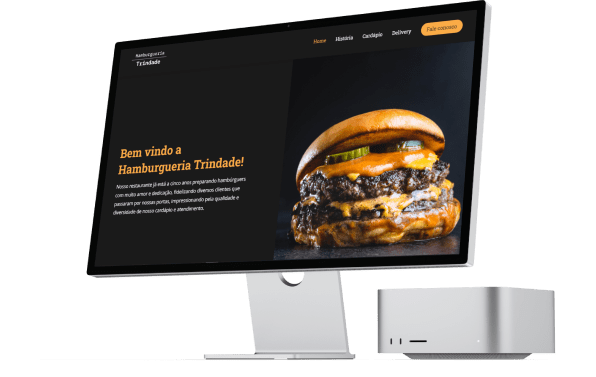 Hamburgueria
Trindade
Home História Cardápio Delivery Fale conosco
Bem vindo a
Hamburgueria Trindade!
Nosso restaurante já está a cinco anos preparando hambúrguers
com muito amor e dedicação, fidelizando diversos clientes que
passaram por nossas portas, impressionando pela qualidade e
diversidade de nosso cardápio e atendimento.